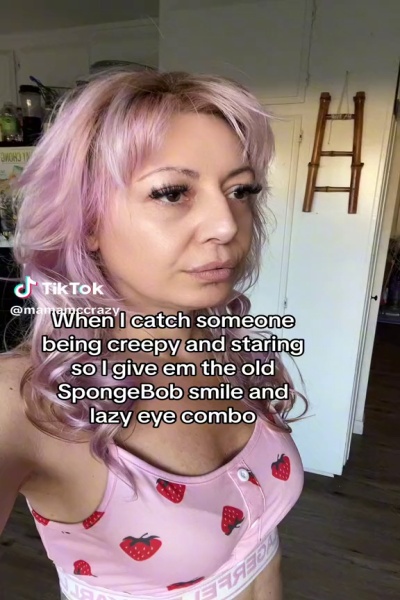 TikTok
@mamamccrazy
When I catch someone
being creepy and staring
so I give em the old
SpongeBob smile and
lazy eye combo